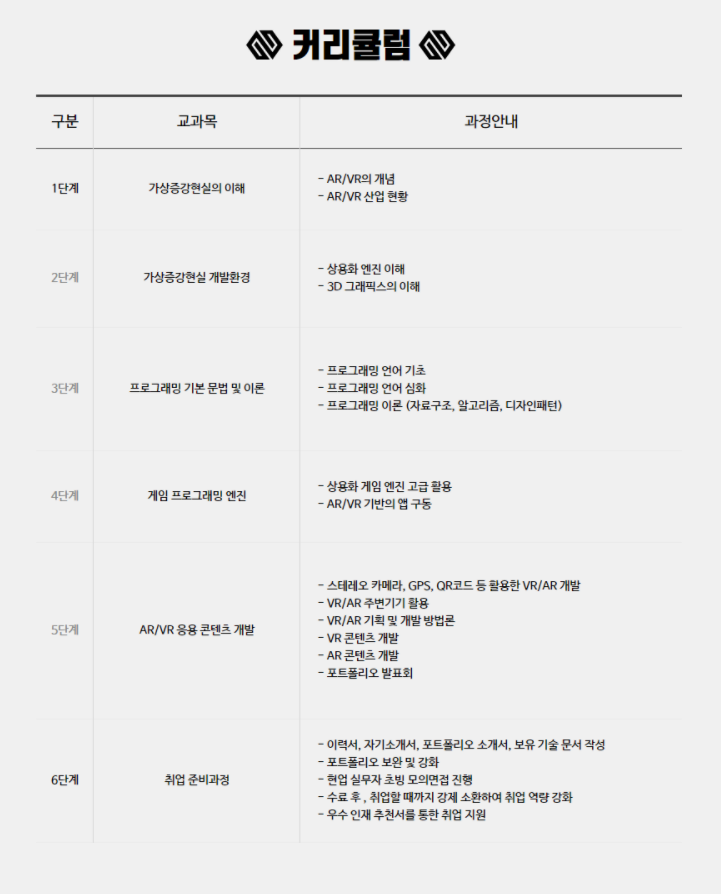 커리큘럼
구분 교과목 과정안내
1단계 가상증강현실의 이해
- AR/VR의 개념
- AR/VR 산업 현황
2단계 가상증강현실 개발환경
- 상용화 엔진 이해
- 3D 그래픽스의 이해
3단계 프로그래밍 기본 문법 및 이론
- 프로그래밍 언어 기초
- 프로그래밍 언어 심화
- 프로그래밍 이론 (자료구조, 알고리즘, 디자인패턴)
4단계 게임 프로그래밍 엔진
- 상용화 게임 엔진 고급 활용
- AR/VR 기반의 앱 구동
5단계 AR/VR 응용 콘텐츠 개발
- 스테레오 카메라, GPS, QR코드 등 활용한 VR/AR 개발
- VR/AR 주변기기 활용
- VR/AR 기획 및 개발 방법론
- VR 콘텐츠 개발
- AR 콘텐츠 개발
- 포트폴리오 발표회
6단계 취업 준비과정
- 이력서, 자기소개서, 포트폴리오 소개서, 보유 기술 문서 작성
- 포트폴리오 보완 및 강화
- 현업 실무자 초빙 모의면접 진행
- 수료 후 , 취업할 때까지 강제 소환하여 취업 역량 강화
- 우수 인재 추천서를 통한 취업 지원